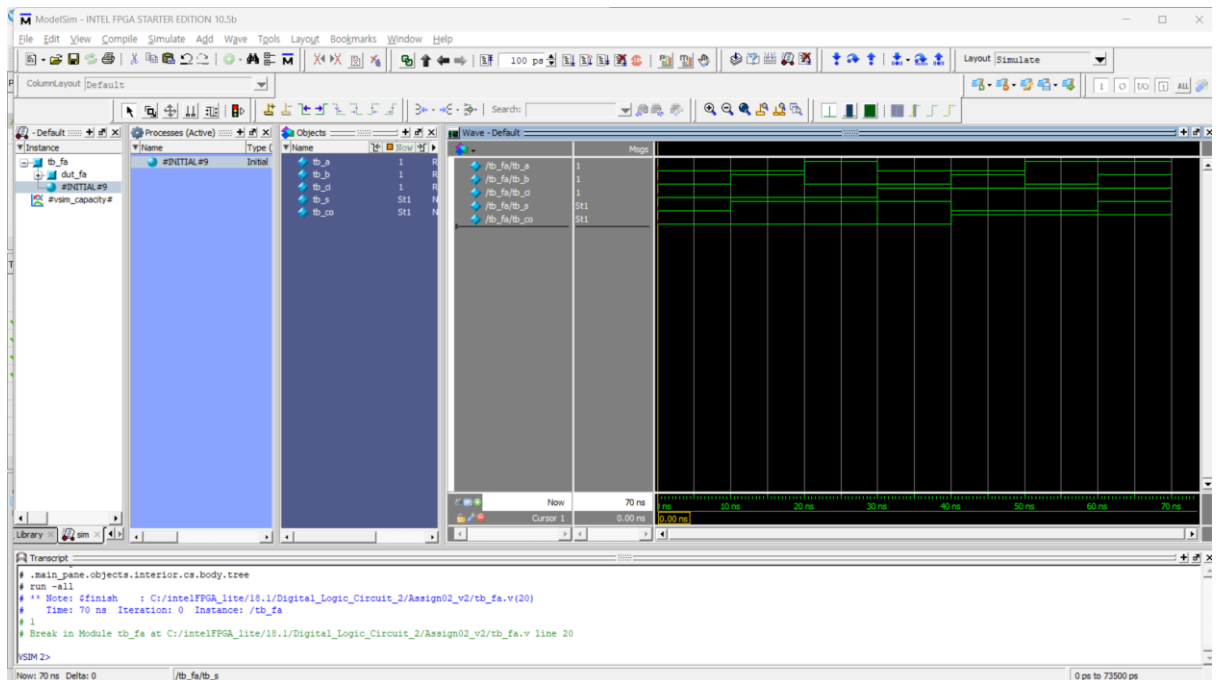 ModelSim - INTEL FPGA STARTER EDITION 10.5b
File Edit View Compile Simulate Add Wave Tools Layout Bookmarks Window Help
100 ps
Layout Simulate
ColumnLayout Default
Search:
- Default
Processes (Active)
Objects
Wave - Default
Instance
Name
Type (
Name
Now
Msgs
tb_fa
dut_fa
#INITIAL#9
#vsim_capacity#
#INITIAL#9 Initial
tb_a 1
tb_b 1
tb_ci 1
tb_s St1
tb_co St1
/tb_fa/tb_a 1
/tb_fa/tb_b 1
/tb_fa/tb_ci 1
/tb_fa/tb_s St1
/tb_fa/tb_co St1
Now 70 ns
Cursor 1 0.00 ns
10 ns 20 ns 30 ns 40 ns 50 ns 60 ns 70 ns
0.00 ns
Library sim
Transcript
# .main_pane.objects.interior.cs.body.tree
# run -all
# ** Note: $finish : C:/intelFPGA_lite/18.1/Digital_Logic_Circuit_2/Assign02_v2/tb_fa.v(20)
# Time: 70 ns Iteration: 0 Instance: /tb_fa
# 1
# Break in Module tb_fa at C:/intelFPGA_lite/18.1/Digital_Logic_Circuit_2/Assign02_v2/tb_fa.v line 20
VSIM 2>
Now: 70 ns Delta: 0
/tb_fa/tb_s
0 ps to 73500 ps